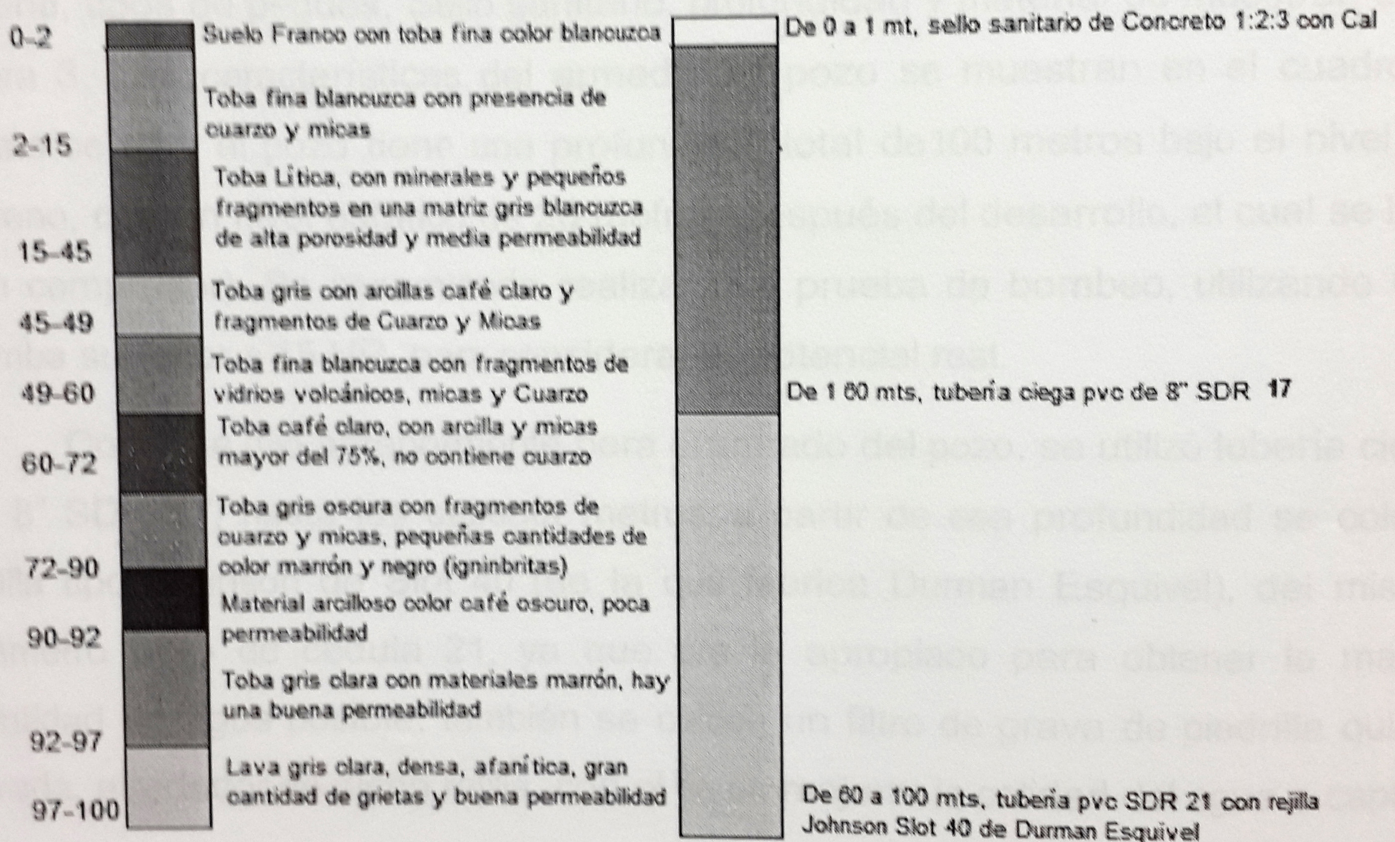 0-2
Suelo Franco con toba fina color blancuzca
2-15
Toba fina blancuzca con presencia de
cuarzo y micas
15-45
Toba Lítica, con minerales y pequeños
fragmentos en una matriz gris blancuzca
de alta porosidad y media permeabilidad
45-49
Toba gris con arcillas café claro y
fragmentos de Cuarzo y Micas
49-60
Toba fina blancuzca con fragmentos de
vidrios volcánicos, micas y Cuarzo
60-72
Toba café claro, con arcilla y micas
mayor del 75%, no contiene cuarzo
72-90
Toba gris oscura con fragmentos de
cuarzo y micas, pequeñas cantidades de
color marrón y negro (igninbritas)
90-92
Material arcilloso color café oscuro, poca
permeabilidad
92-97
Toba gris clara con materiales marrón, hay
una buena permeabilidad
97-100
Lava gris clara, densa, afanítica, gran
cantidad de grietas y buena permeabilidad
De 0 a 1 mt, sello sanitario de Concreto 1:2:3 con Cal
De 1 60 mts, tubería ciega pvc de 8" SDR 17
De 60 a 100 mts, tubería pvc SDR 21 con rejilla
Johnson Slot 40 de Durman Esquivel